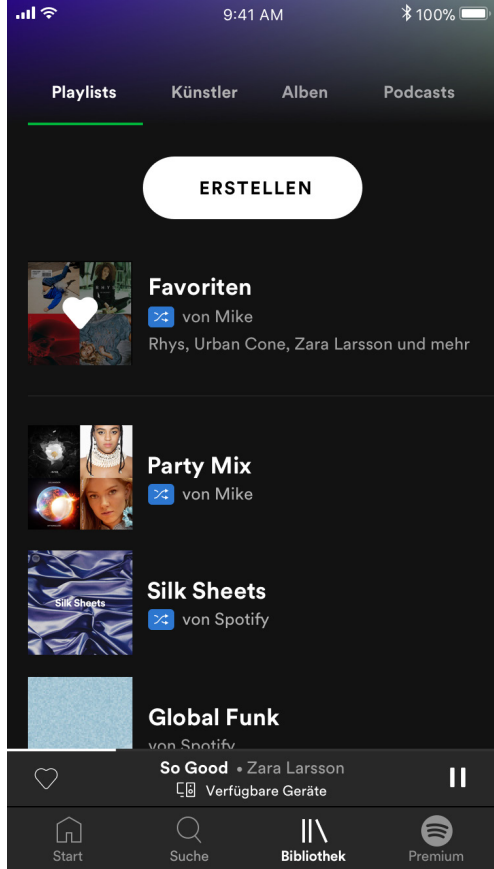 9:41 AM 100%
Playlists Künstler Alben Podcasts
ERSTELLEN
Favoriten
von Mike
Rhys, Urban Cone, Zara Larsson und mehr
Party Mix
von Mike
Silk Sheets
Silk Sheets
von Spotify
Global Funk
von Spotify
So Good • Zara Larsson
Verfügbare Geräte
Start Suche Bibliothek Premium